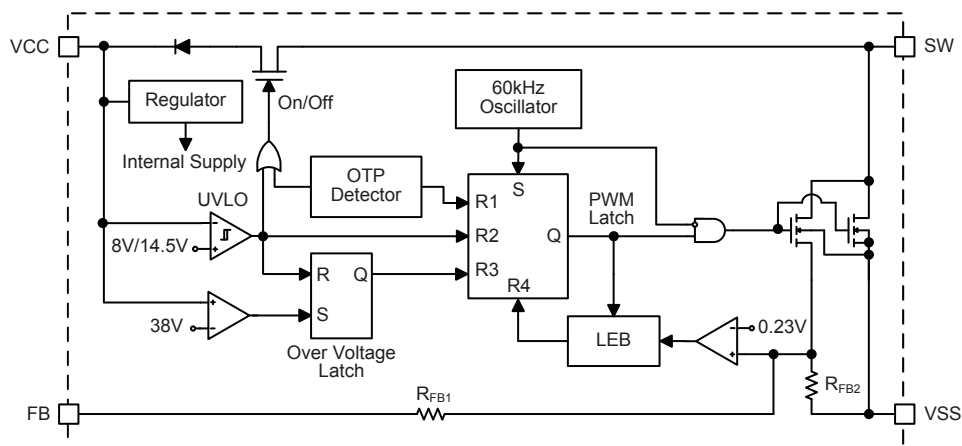 VCC
SW
Regulator
On/Off
60kHz
Oscillator
Internal Supply
OTP
Detector
S
PWM
Latch
UVLO
R1
8V/14.5V
R2
Q
R
Q
R3
R4
S
38V
LEB
0.23V
Over Voltage
Latch
RFB1
RFB2
FB
VSS